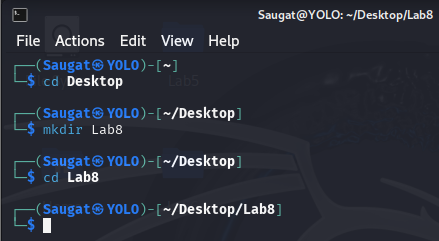 Saugat@YOLO: ~/Desktop/Lab8
File Actions Edit View Help
┌──(Saugat㉿YOLO)-[~]
└─$ cd Desktop
┌──(Saugat㉿YOLO)-[~/Desktop]
└─$ mkdir Lab8
┌──(Saugat㉿YOLO)-[~/Desktop]
└─$ cd Lab8
┌──(Saugat㉿YOLO)-[~/Desktop/Lab8]
└─$